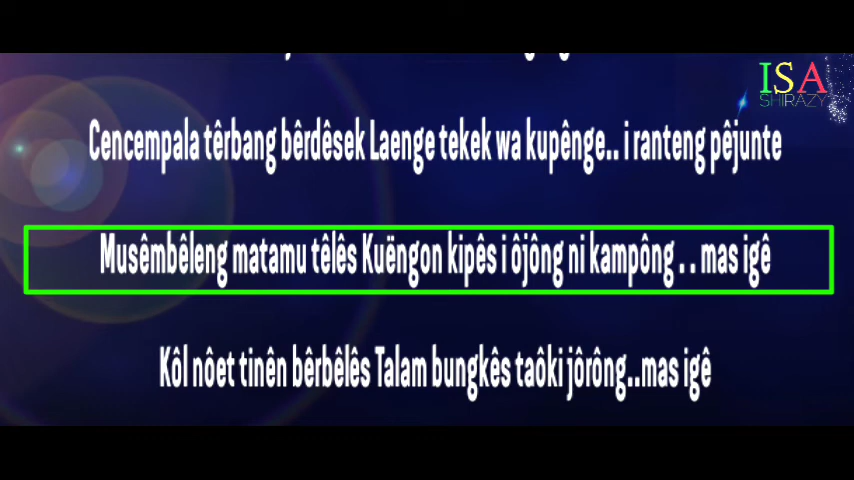 ISA
SHIRAZY
Cencempala têrbang bêrdêsek Laenge tekek wa kupênge.. i ranteng pêjunte
Musêmbêleng matamu têlês Kuëngon kipês i ôjông ni kampông . . mas igê
Kôl nôet tinên bêrbêlês Talam bungkês taôki jôrông..mas igê